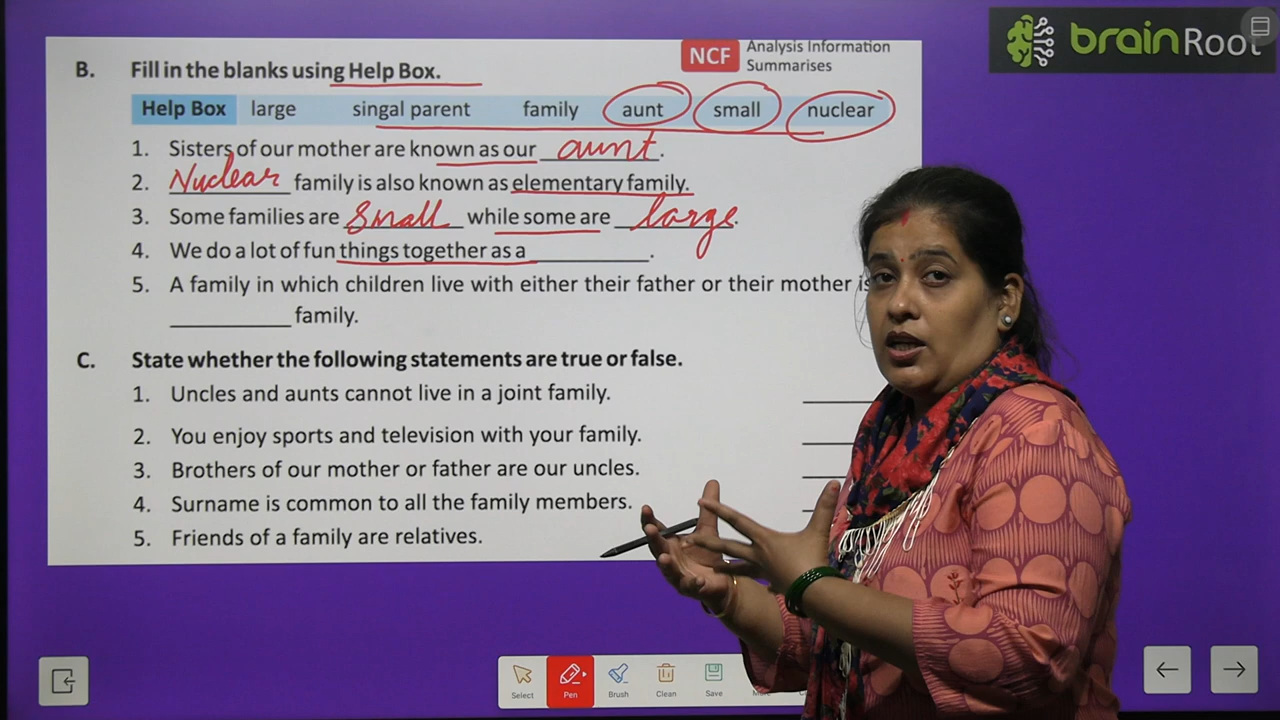 brainRoot
NCF Analysis Information
Summarises
B. Fill in the blanks using Help Box.
Help Box large singal parent family aunt small nuclear
1. Sisters of our mother are known as our aunt.
2. Nuclear family is also known as elementary family.
3. Some families are small while some are large.
4. We do a lot of fun things together as a __________.
5. A family in which children live with either their father or their mother is
__________ family.
C. State whether the following statements are true or false.
1. Uncles and aunts cannot live in a joint family.
2. You enjoy sports and television with your family.
3. Brothers of our mother or father are our uncles.
4. Surname is common to all the family members.
5. Friends of a family are relatives.
Select Pen Brush Clean Save